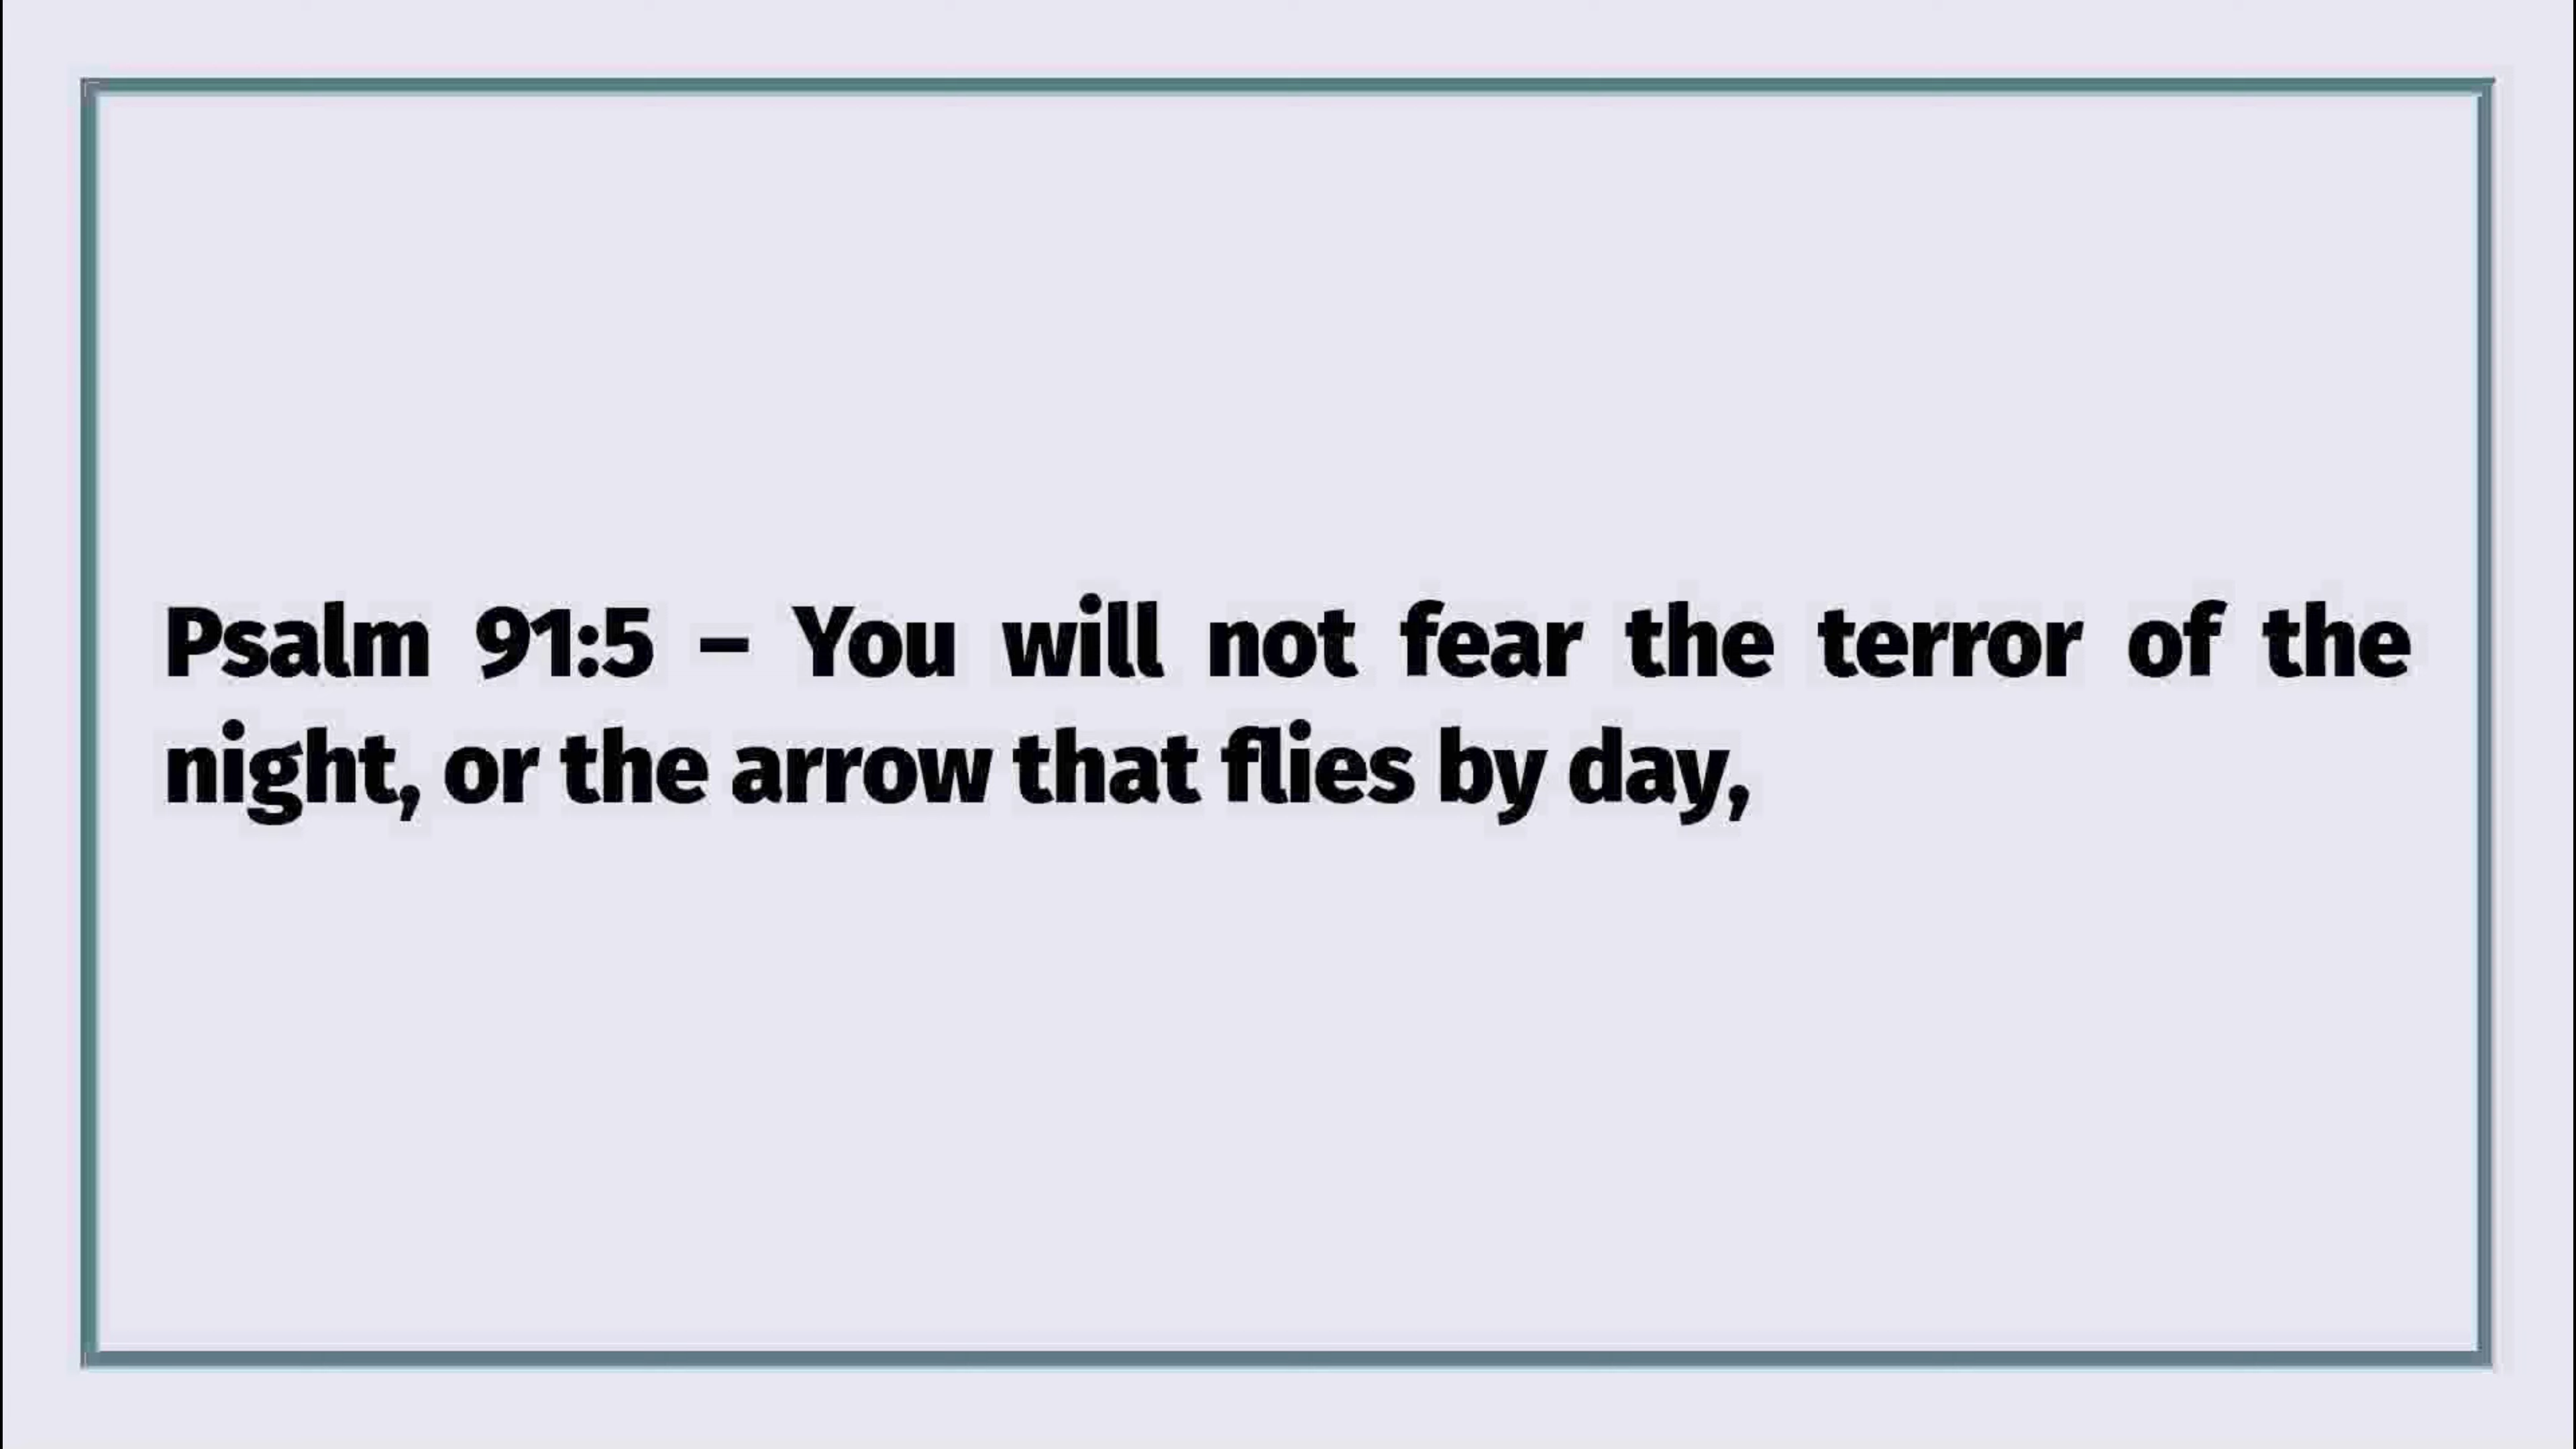 Psalm 91:5 – You will not fear the terror of the
night, or the arrow that flies by day,